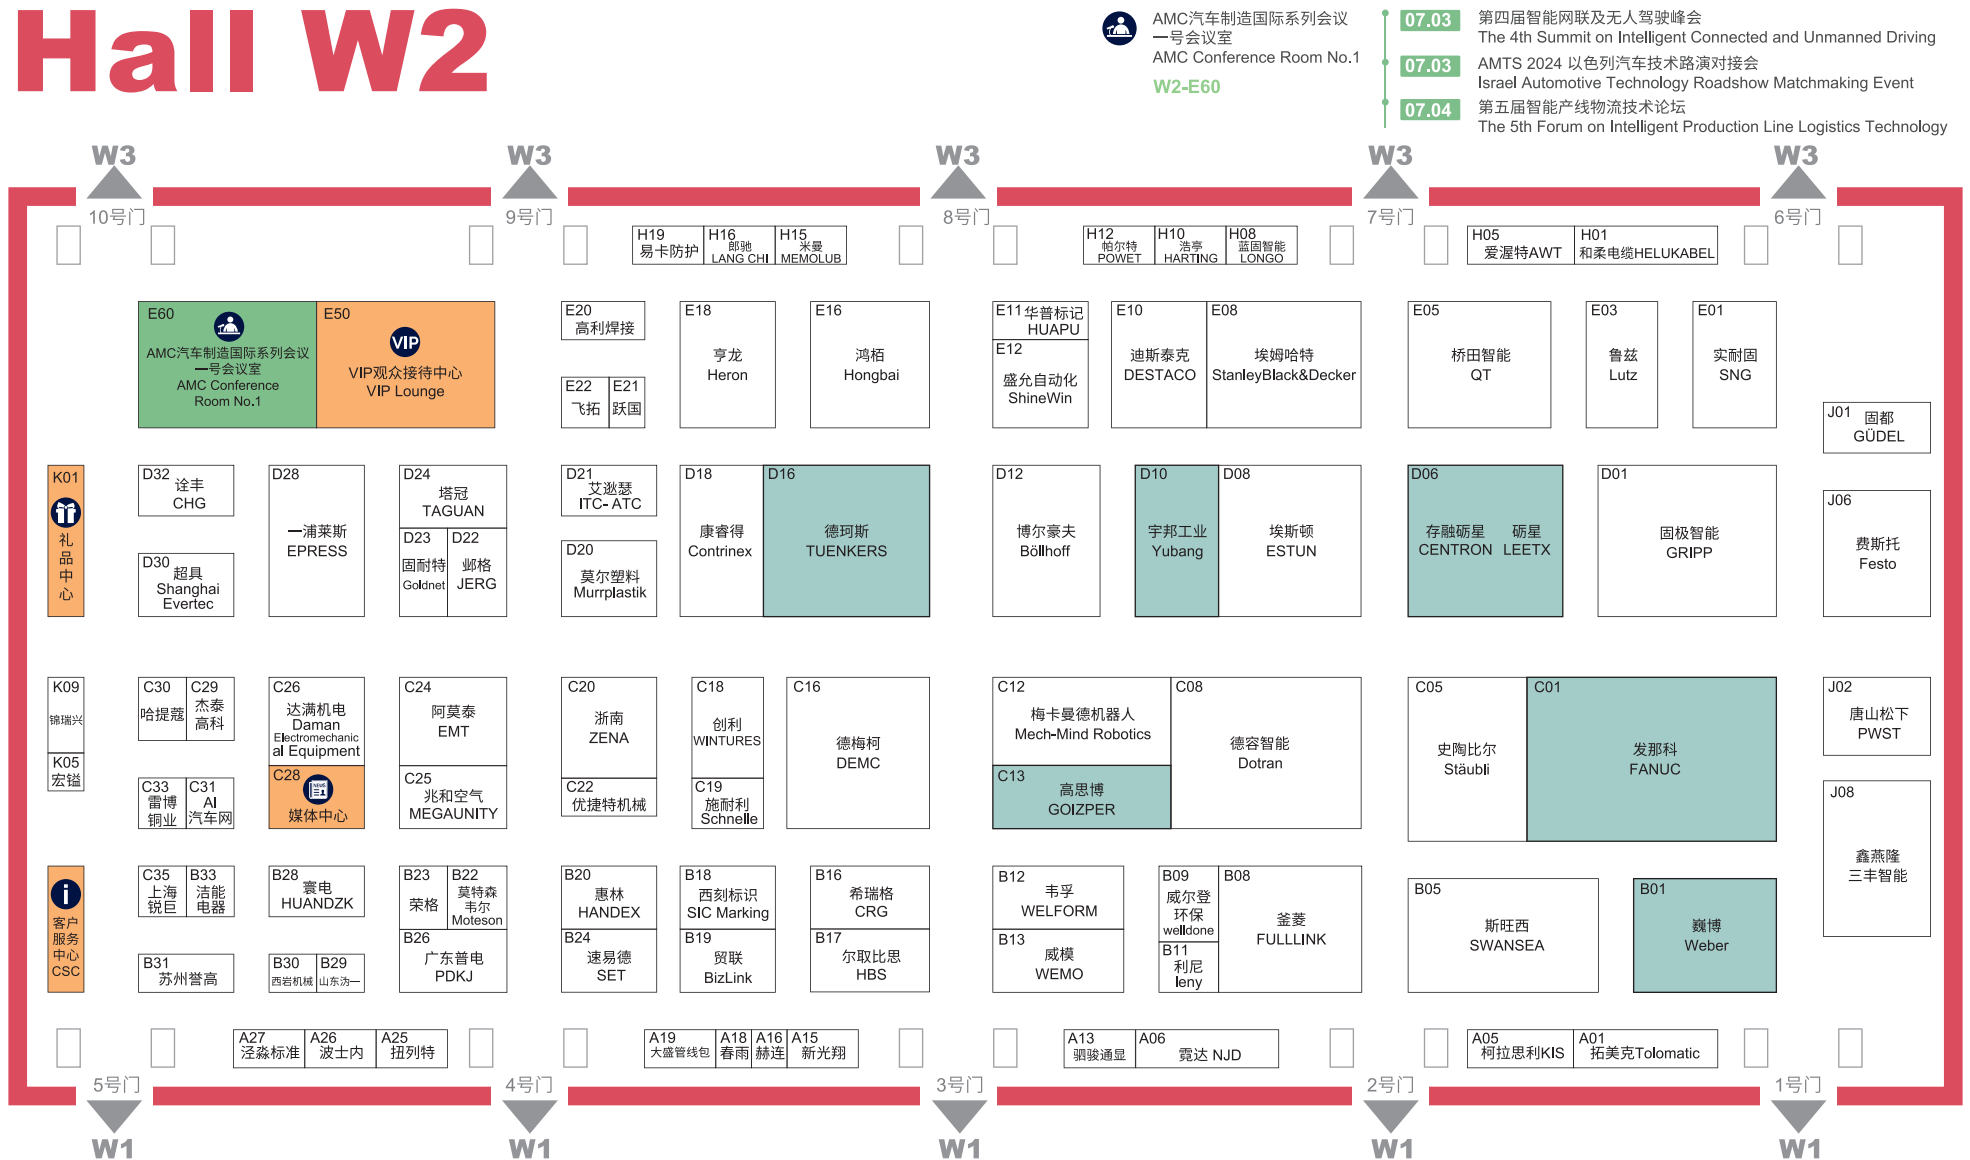 Hall W2
AMC汽车制造国际系列会议
一号会议室
AMC Conference Room No.1
W2-E60
07.03
第四届智能网联及无人驾驶峰会
The 4th Summit on Intelligent Connected and Unmanned Driving
07.03
AMTS 2024 以色列汽车技术路演对接会
Israel Automotive Technology Roadshow Matchmaking Event
07.04
第五届智能产线物流技术论坛
The 5th Forum on Intelligent Production Line Logistics Technology
W3
W3
W3
W3
W3
10号门
9号门
8号门
7号门
6号门
H19
易卡防护
H16
郎驰
LANG CHI
H15
米曼
MEMOLUB
H12
帕尔特
POWET
H10
浩亭
HARTING
H08
蓝固智能
LONGO
H05
爱渥特AWT
H01
和柔电缆HELUKABEL
E60
AMC汽车制造国际系列会议
一号会议室
AMC Conference
Room No.1
E50
VIP
VIP观众接待中心
VIP Lounge
E20
高利焊接
E22
飞拓
E21
跃国
E18
亨龙
Heron
E16
鸿栢
Hongbai
E11
华普标记
HUAPU
E12
盛允自动化
ShineWin
E10
迪斯泰克
DESTACO
E08
埃姆哈特
StanleyBlack&Decker
E05
桥田智能
QT
E03
鲁兹
Lutz
E01
实耐固
SNG
J01
固都
GÜDEL
K01
礼
品
中
心
D32
诠丰
CHG
D30
超具
Shanghai
Evertec
D28
一浦莱斯
EPRESS
D24
塔冠
TAGUAN
D23
固耐特
Goldnet
D22
邺格
JERG
D21
艾逖瑟
ITC- ATC
D20
莫尔塑料
Murrplastik
D18
康睿得
Contrinex
D16
德珂斯
TUENKERS
D12
博尔豪夫
Böllhoff
D10
宇邦工业
Yubang
D08
埃斯顿
ESTUN
D06
存融砺星
CENTRON
砺星
LEETX
D01
固极智能
GRIPP
J06
费斯托
Festo
K09
锦瑞兴
K05
宏镒
C30
哈提蔻
C29
杰泰
高科
C33
雷博
铜业
C31
AI
汽车网
C26
达满机电
Daman
Electromechanic
al Equipment
C28
NEWS
媒体中心
C24
阿莫泰
EMT
C25
兆和空气
MEGAUNITY
C20
浙南
ZENA
C22
优捷特机械
C18
创利
WINTURES
C19
施耐利
Schnelle
C16
德梅柯
DEMC
C12
梅卡曼德机器人
Mech-Mind Robotics
C13
高思博
GOIZPER
C08
德容智能
Dotran
C05
史陶比尔
Stäubli
C01
发那科
FANUC
J02
唐山松下
PWST
J08
鑫燕隆
三丰智能
客户
服务
中心
CSC
C35
上海
锐巨
B33
洁能
电器
B31
苏州誉高
B28
寰电
HUANDZK
B30
西岩机械
B29
山东沩一
B23
荣格
B22
莫特森
韦尔
Moteson
B26
广东普电
PDKJ
B20
惠林
HANDEX
B24
速易德
SET
B18
西刻标识
SIC Marking
B19
贸联
BizLink
B16
希瑞格
CRG
B17
尔取比思
HBS
B12
韦孚
WELFORM
B13
威模
WEMO
B09
威尔登
环保
welldone
B11
利尼
leny
B08
釜菱
FULLLINK
B05
斯旺西
SWANSEA
B01
巍博
Weber
A27
泾淼标准
A26
波士内
A25
扭列特
A19
大盛管线包
A18
春雨
A16
赫连
A15
新光翔
A13
驷骏通显
A06
霓达 NJD
A05
柯拉思利KIS
A01
拓美克Tolomatic
5号门
4号门
3号门
2号门
1号门
W1
W1
W1
W1
W1